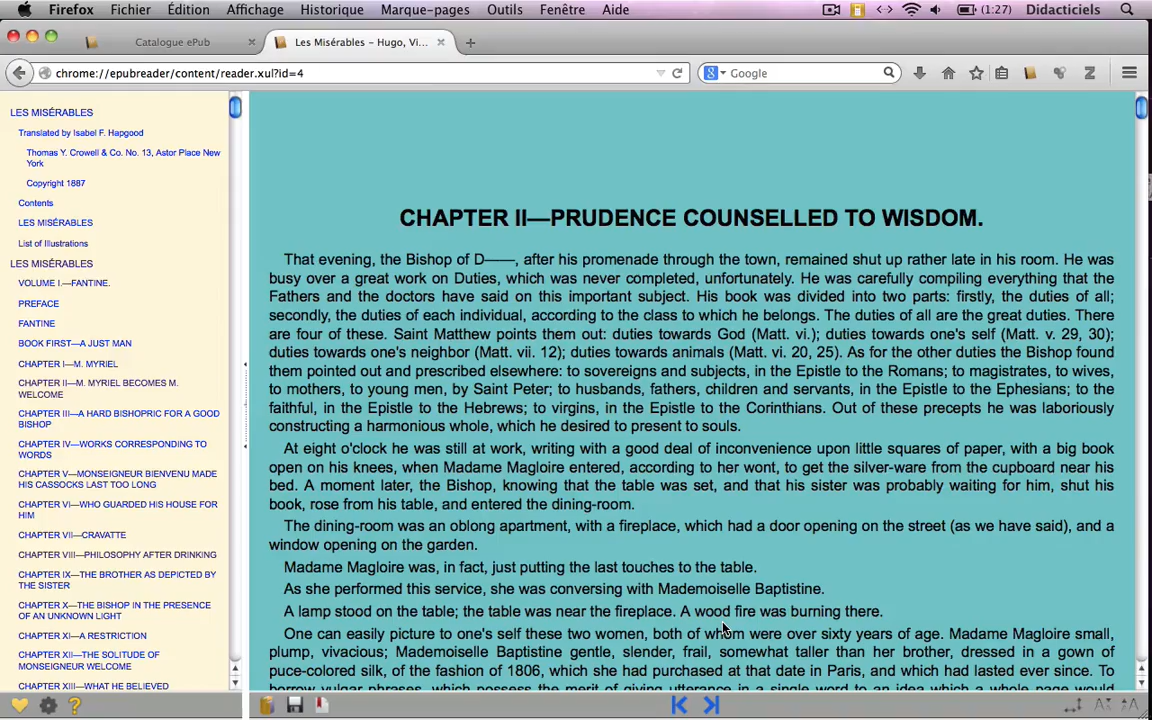 Firefox Fichier Édition Affichage Historique Marque-pages Outils Fenêtre Aide (1:27) Didacticiels
Catalogue ePub
Les Misérables – Hugo, Vi...
chrome://epubreader/content/reader.xul?id=4
Google
LES MISÉRABLES
Translated by Isabel F. Hapgood
Thomas Y. Crowell & Co. No. 13, Astor Place New
York
Copyright 1887
Contents
LES MISÉRABLES
List of Illustrations
LES MISÉRABLES
VOLUME I.—FANTINE.
PREFACE
FANTINE
BOOK FIRST—A JUST MAN
CHAPTER I—M. MYRIEL
CHAPTER II—M. MYRIEL BECOMES M.
WELCOME
CHAPTER III—A HARD BISHOPRIC FOR A GOOD
BISHOP
CHAPTER IV—WORKS CORRESPONDING TO
WORDS
CHAPTER V—MONSEIGNEUR BIENVENU MADE
HIS CASSOCKS LAST TOO LONG
CHAPTER VI—WHO GUARDED HIS HOUSE FOR
HIM
CHAPTER VII—CRAVATTE
CHAPTER VIII—PHILOSOPHY AFTER DRINKING
CHAPTER IX—THE BROTHER AS DEPICTED BY
THE SISTER
CHAPTER X—THE BISHOP IN THE PRESENCE
OF AN UNKNOWN LIGHT
CHAPTER XI—A RESTRICTION
CHAPTER XII—THE SOLITUDE OF
MONSEIGNEUR WELCOME
CHAPTER XIII—WHAT HE BELIEVED
CHAPTER II—PRUDENCE COUNSELLED TO WISDOM.
That evening, the Bishop of D——, after his promenade through the town, remained shut up rather late in his room. He was
busy over a great work on Duties, which was never completed, unfortunately. He was carefully compiling everything that the
Fathers and the doctors have said on this important subject. His book was divided into two parts: firstly, the duties of all;
secondly, the duties of each individual, according to the class to which he belongs. The duties of all are the great duties. There
are four of these. Saint Matthew points them out: duties towards God (Matt. vi.); duties towards one's self (Matt. v. 29, 30);
duties towards one's neighbor (Matt. vii. 12); duties towards animals (Matt. vi. 20, 25). As for the other duties the Bishop found
them pointed out and prescribed elsewhere: to sovereigns and subjects, in the Epistle to the Romans; to magistrates, to wives,
to mothers, to young men, by Saint Peter; to husbands, fathers, children and servants, in the Epistle to the Ephesians; to the
faithful, in the Epistle to the Hebrews; to virgins, in the Epistle to the Corinthians. Out of these precepts he was laboriously
constructing a harmonious whole, which he desired to present to souls.
At eight o'clock he was still at work, writing with a good deal of inconvenience upon little squares of paper, with a big book
open on his knees, when Madame Magloire entered, according to her wont, to get the silver-ware from the cupboard near his
bed. A moment later, the Bishop, knowing that the table was set, and that his sister was probably waiting for him, shut his
book, rose from his table, and entered the dining-room.
The dining-room was an oblong apartment, with a fireplace, which had a door opening on the street (as we have said), and a
window opening on the garden.
Madame Magloire was, in fact, just putting the last touches to the table.
As she performed this service, she was conversing with Mademoiselle Baptistine.
A lamp stood on the table; the table was near the fireplace. A wood fire was burning there.
One can easily picture to one's self these two women, both of whom were over sixty years of age. Madame Magloire small,
plump, vivacious; Mademoiselle Baptistine gentle, slender, frail, somewhat taller than her brother, dressed in a gown of
puce-colored silk, of the fashion of 1806, which she had purchased at that date in Paris, and which had lasted ever since. To
borrow vulgar phrases, which possess the merit of giving utterance in a single word to an idea which a whole page would